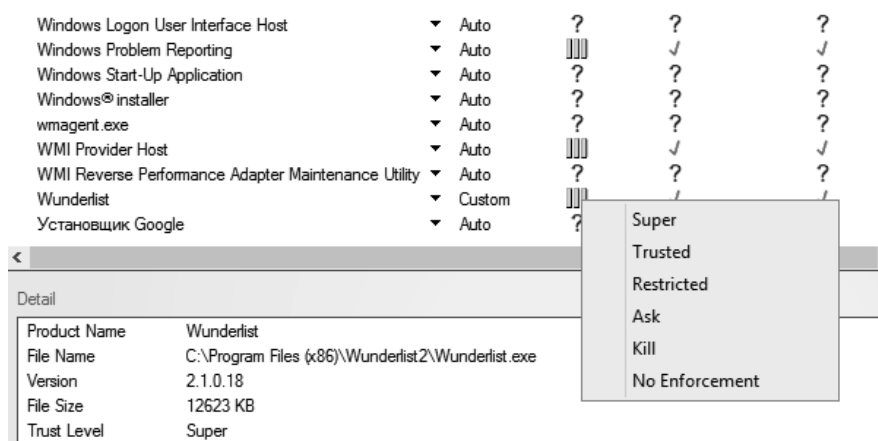 Windows Logon User Interface Host Auto ? ? ?
Windows Problem Reporting Auto
Windows Start-Up Application Auto ? ? ?
Windows® installer Auto ? ? ?
wmagent.exe Auto ? ? ?
WMI Provider Host Auto
WMI Reverse Performance Adapter Maintenance Utility Auto ? ? ?
Wunderlist Custom
Установщик Google Auto ?
Super
Trusted
Restricted
Ask
Kill
No Enforcement
Detail
Product Name Wunderlist
File Name C:\Program Files (x86)\Wunderlist2\Wunderlist.exe
Version 2.1.0.18
File Size 12623 KB
Trust Level Super